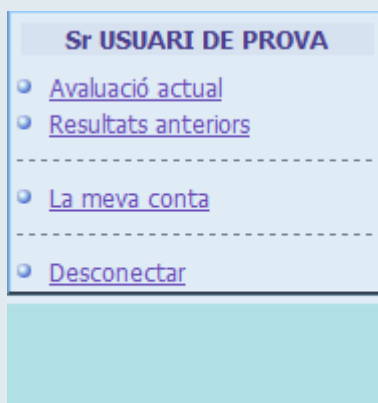 Sr USUARI DE PROVA
Avaluació actual
Resultats anteriors
La meva conta
Desconectar